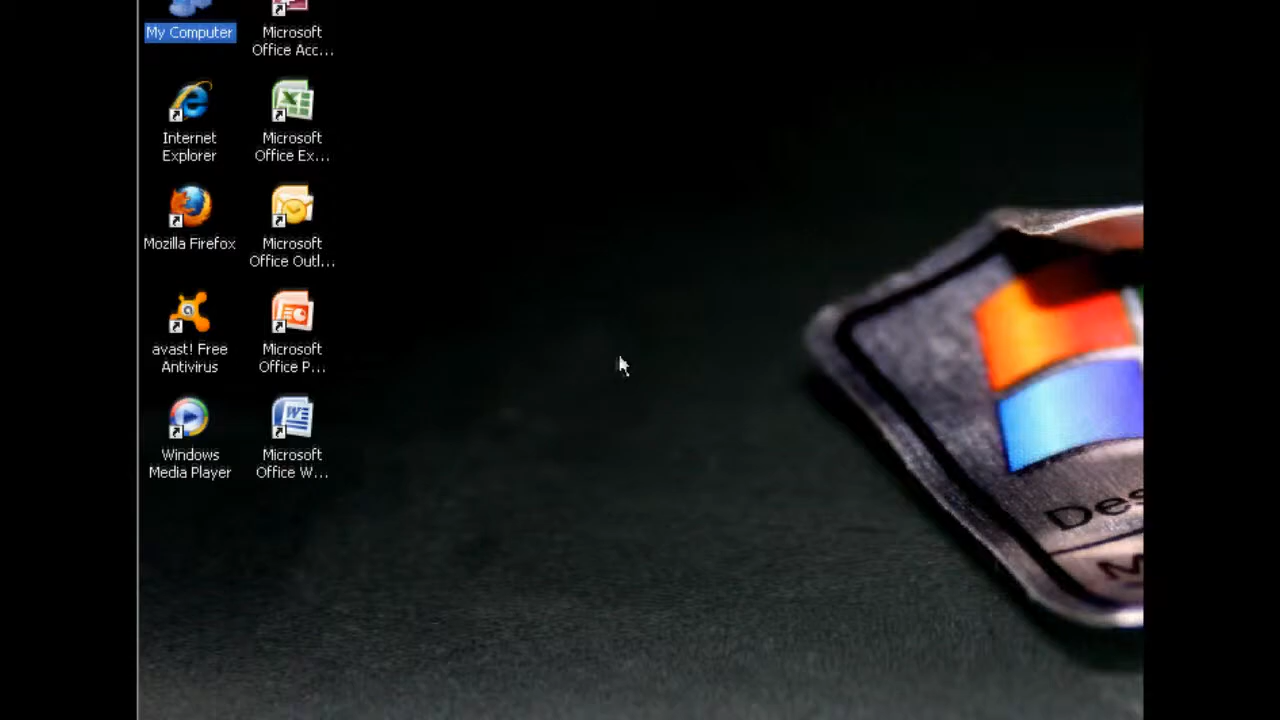 My Computer
Microsoft
Office Acc...
Internet
Explorer
Microsoft
Office Ex...
Mozilla Firefox
Microsoft
Office Outl...
avast! Free
Antivirus
Microsoft
Office P...
Windows
Media Player
Microsoft
Office W...
Des
M